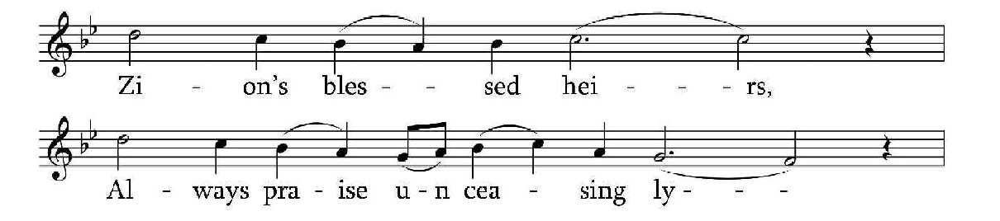 Zi - on's bles - - sed hei - - - rs,
Al - ways pra - ise u - n cea - sing ly - - -